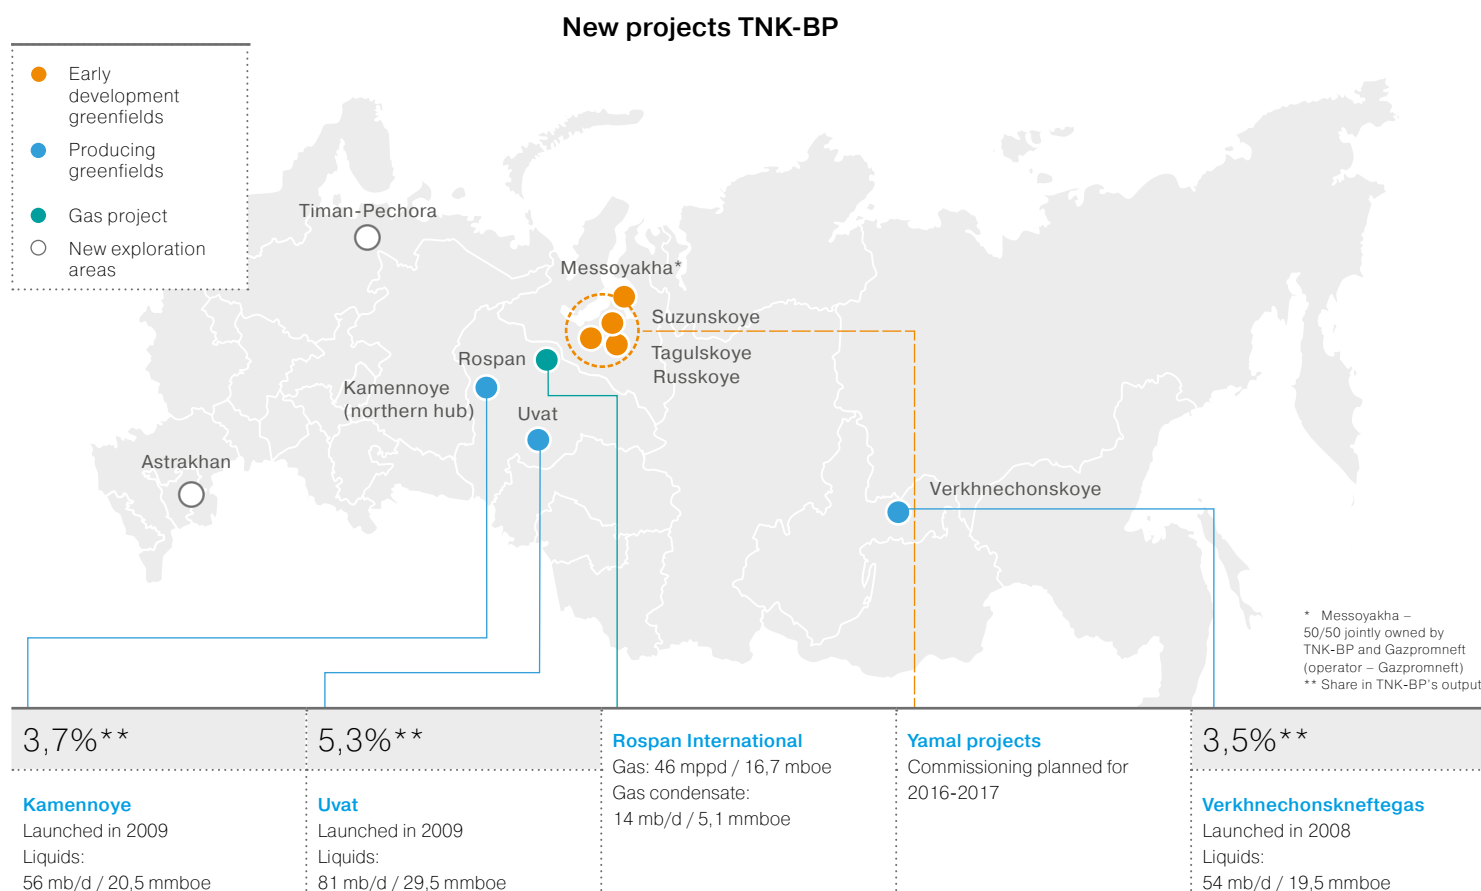 New projects TNK-BP
Early
development
greenfields
Producing
greenfields
Gas project
New exploration
areas
Timan-Pechora
Messoyakha*
Suzunskoye
Tagulskoye
Russkoye
Rospan
Kamennoye
(northern hub)
Uvat
Astrakhan
Verkhnechonskoye
* Messoyakha –
50/50 jointly owned by
TNK-BP and Gazpromneft
(operator – Gazpromneft)
** Share in TNK-BP's output
3,7%**
Kamennoye
Launched in 2009
Liquids:
56 mb/d / 20,5 mmboe
5,3%**
Uvat
Launched in 2009
Liquids:
81 mb/d / 29,5 mmboe
Rospan International
Gas: 46 mppd / 16,7 mboe
Gas condensate:
14 mb/d / 5,1 mmboe
Yamal projects
Commissioning planned for
2016-2017
3,5%**
Verkhnechonskneftegas
Launched in 2008
Liquids:
54 mb/d / 19,5 mmboe